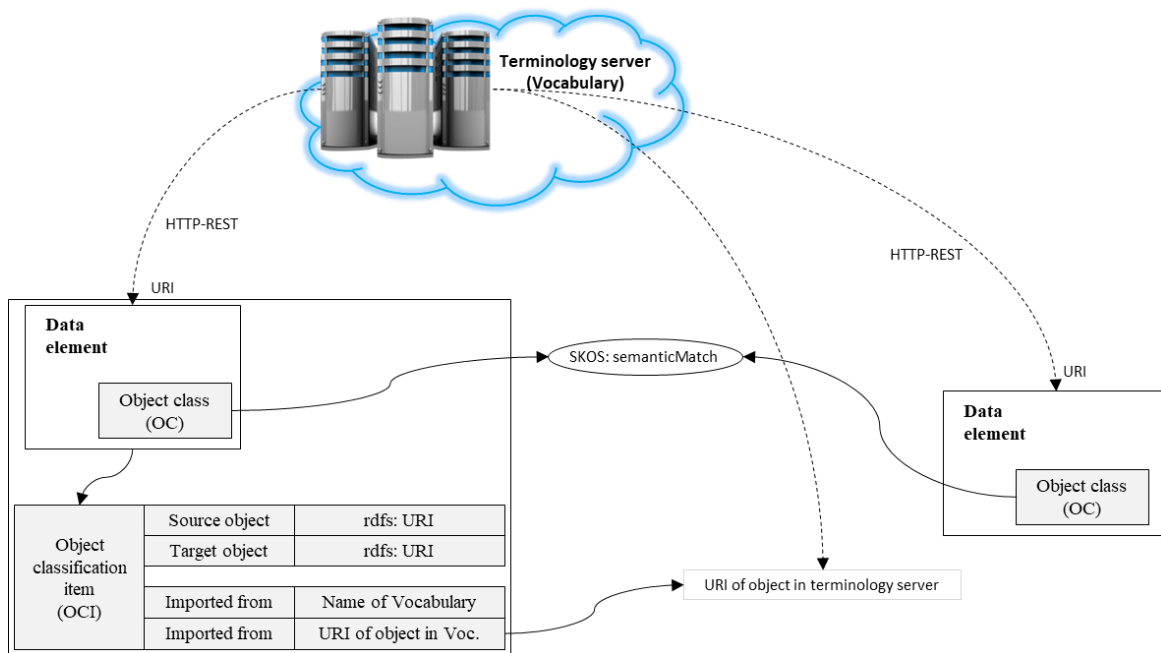 Terminology server
(Vocabulary)
HTTP-REST
HTTP-REST
URI
Data
element
SKOS: semanticMatch
URI
Object class
(OC)
Data
element
Object class
(OC)
Object
classification
item
(OCI)
Source object
rdfs: URI
Target object
rdfs: URI
Imported from
Name of Vocabulary
Imported from
URI of object in Voc.
URI of object in terminology server